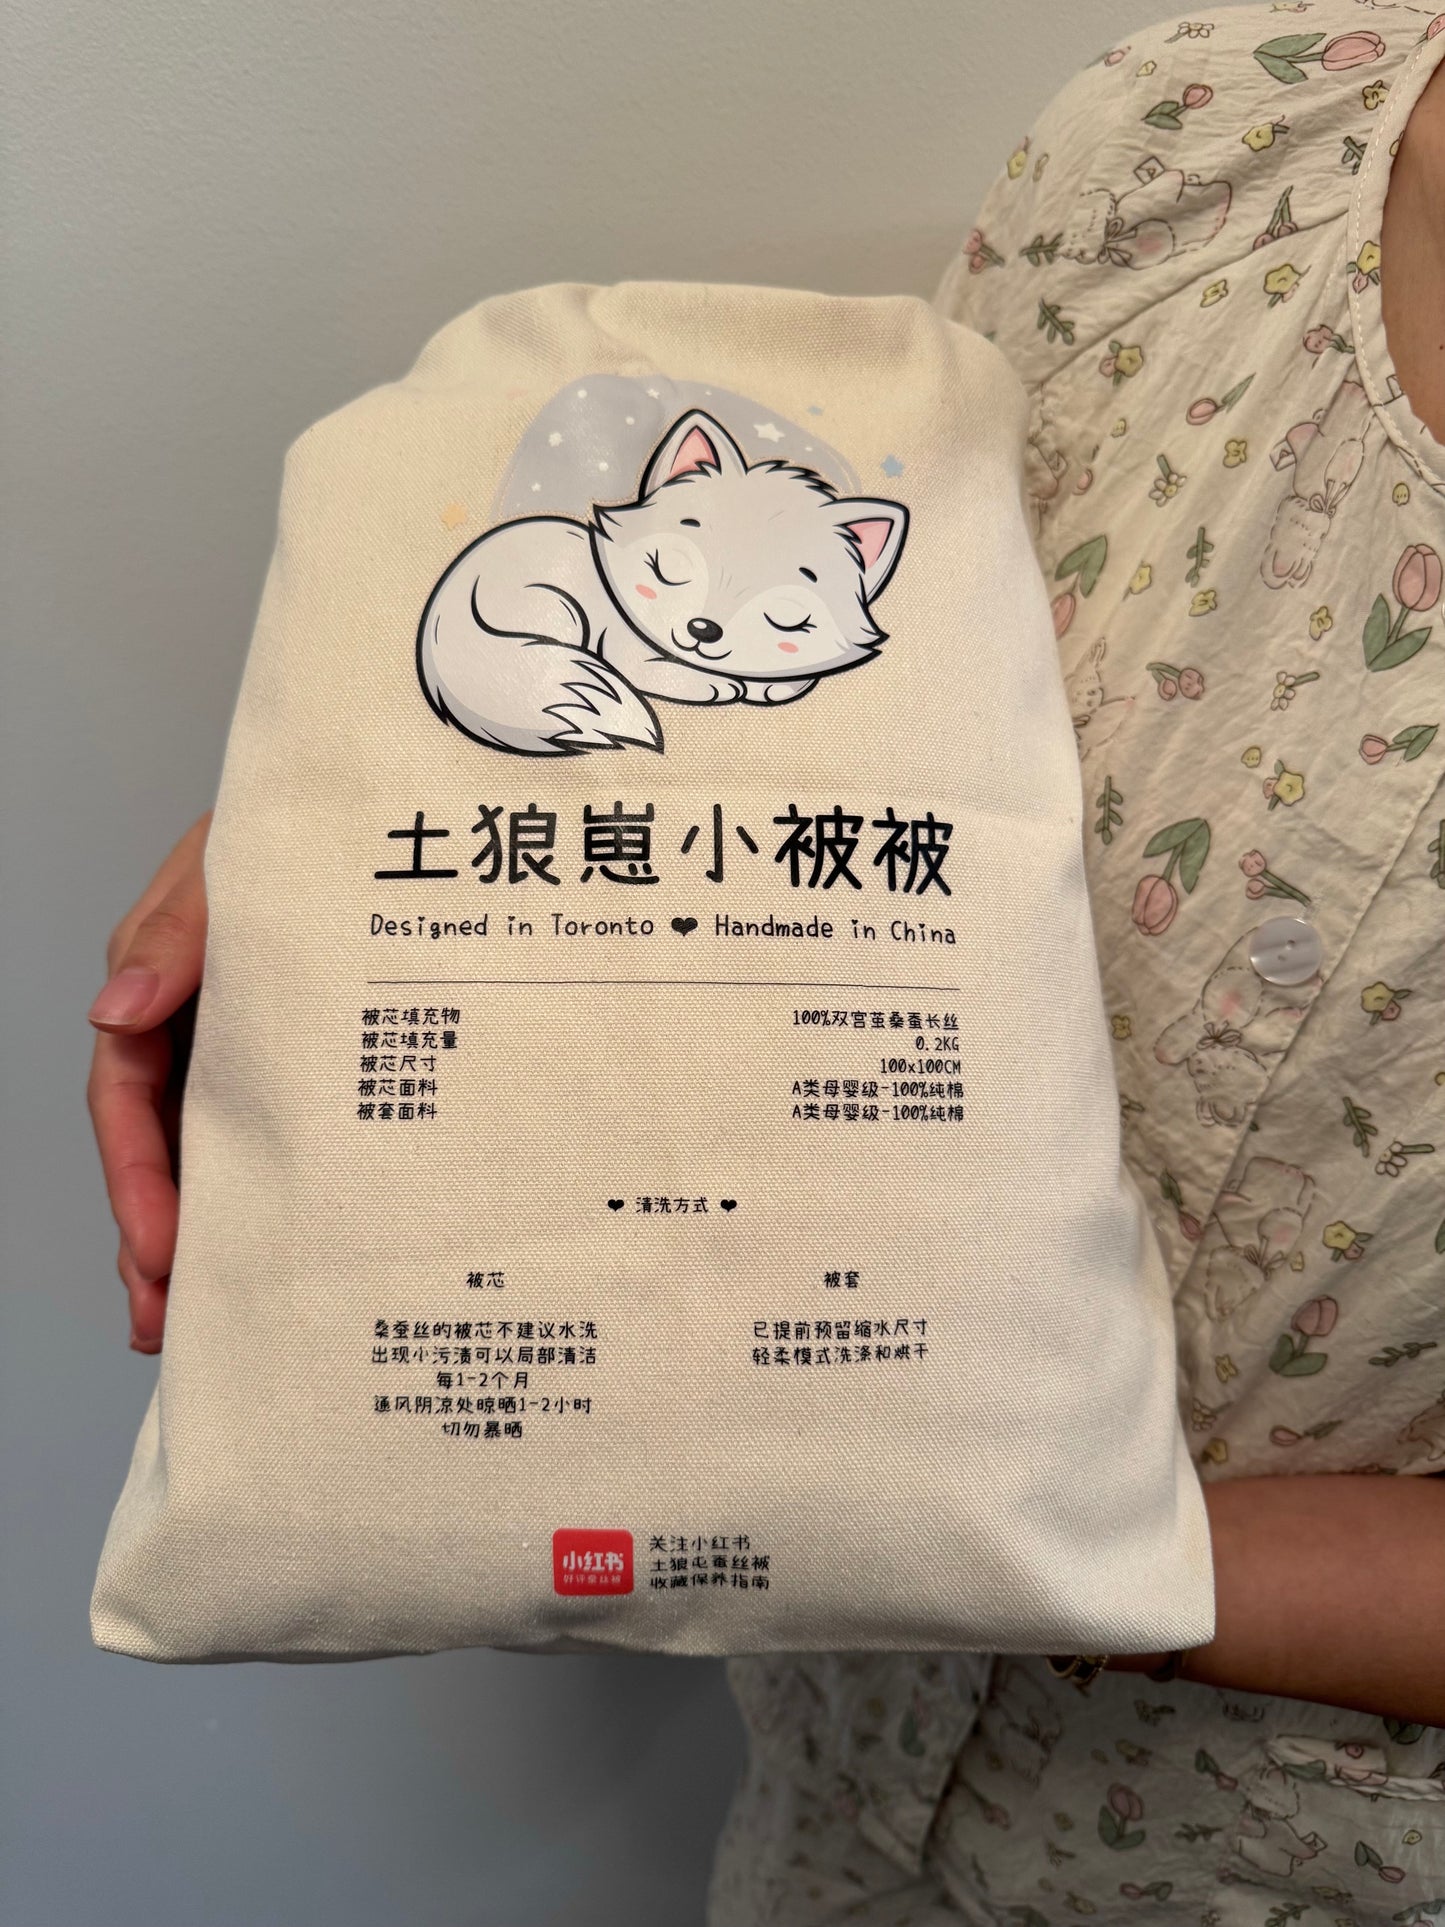 土狼崽小被被
Designed in Toronto ❤ Handmade in China
被芯填充物 100%双宫茧桑蚕长丝
被芯填充量 0.2KG
被芯尺寸 100x100CM
被芯面料 A类母婴级-100%纯棉
被套面料 A类母婴级-100%纯棉
❤ 清洗方式 ❤
被芯
桑蚕丝的被芯不建议水洗
出现小污渍可以局部清洁
每1-2个月
通风阴凉处晾晒1-2小时
切勿暴晒
被套
已提前预留缩水尺寸
轻柔模式洗涤和烘干
小红书
关注小红书
土狼屯蚕丝被
收藏保养指南